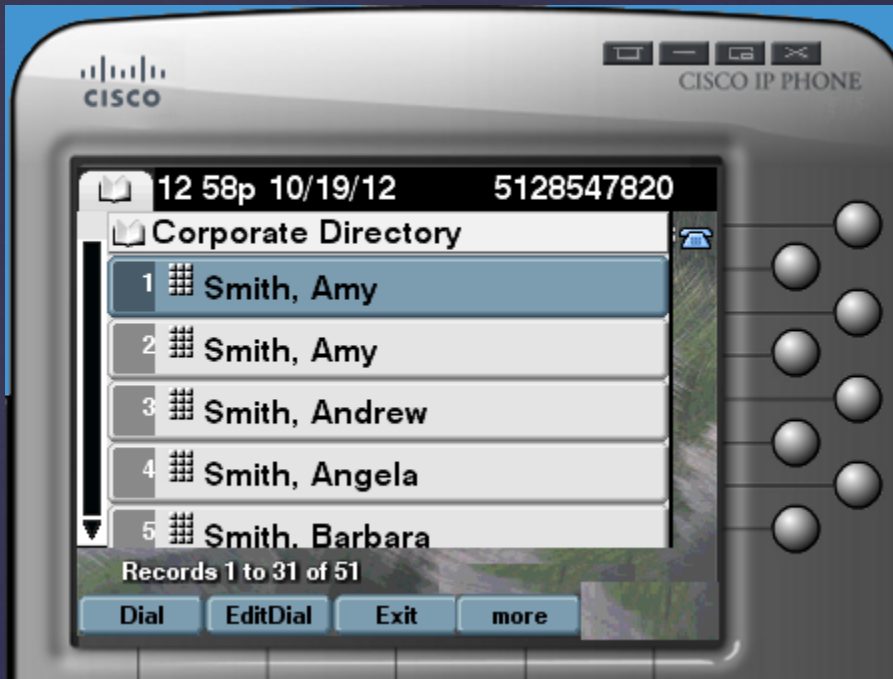 CISCO
CISCO IP PHONE
12 58p 10/19/12 5128547820
Corporate Directory
1 Smith, Amy
2 Smith, Amy
3 Smith, Andrew
4 Smith, Angela
5 Smith, Barbara
Records 1 to 31 of 51
Dial EditDial Exit more